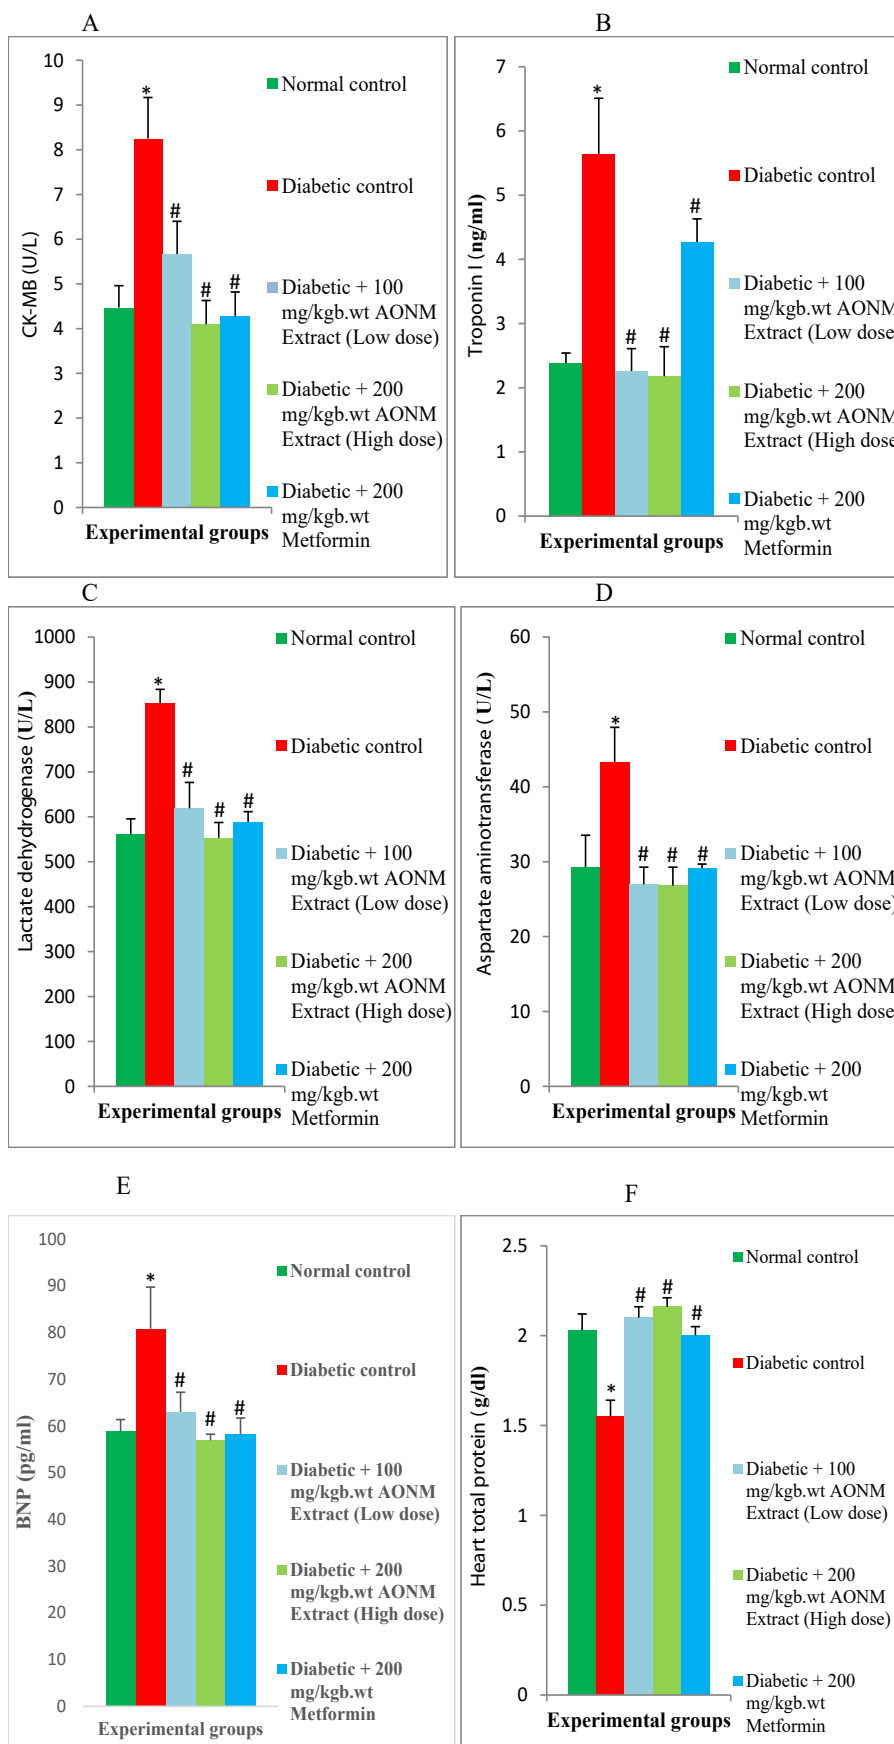 A
CK-MB (U/L)
10
9
8
7
6
5
4
3
2
1
0
*
#
#
#
Experimental groups
Normal control
Diabetic control
Diabetic + 100
mg/kgb.wt AONM
Extract (Low dose)
Diabetic + 200
mg/kgb.wt AONM
Extract (High dose)
Diabetic + 200
mg/kgb.wt
Metformin
B
Troponin I (ng/ml)
7
6
5
4
3
2
1
0
*
#
#
#
Experimental groups
Normal control
Diabetic control
Diabetic + 100
mg/kgb.wt AONM
Extract (Low dose
Diabetic + 200
mg/kgb.wt AONM
Extract (High dose
Diabetic + 200
mg/kgb.wt
Metformin
C
Lactate dehydrogenase (U/L)
1000
900
800
700
600
500
400
300
200
100
0
*
#
#
#
Experimental groups
Normal control
Diabetic control
Diabetic + 100
mg/kgb.wt AONM
Extract (Low dose)
Diabetic + 200
mg/kgb.wt AONM
Extract (High dose)
Diabetic + 200
mg/kgb.wt
Metformin
D
Aspartate aminotransferase ( U/L)
60
50
40
30
20
10
0
*
#
#
#
Experimental groups
Normal control
Diabetic control
Diabetic + 100
mg/kgb.wt AONM
Extract (Low dose
Diabetic + 200
mg/kgb.wt AONM
Extract (High dose
Diabetic + 200
mg/kgb.wt
Metformin
E
BNP (pg/ml)
100
90
80
70
60
50
40
30
20
10
0
*
#
#
#
Experimental groups
Normal control
Diabetic control
Diabetic + 100
mg/kgb.wt AONM
Extract (Low dose)
Diabetic + 200
mg/kgb.wt AONM
Extract (High dose)
Diabetic + 200
mg/kgb.wt
Metformin
F
Heart total protein (g/dl)
2.5
2
1.5
1
0.5
0
*
#
#
#
Experimental groups
Normal control
Diabetic control
Diabetic + 100
mg/kgb.wt AONM
Extract (Low dose)
Diabetic + 200
mg/kgb.wt AONM
Extract (High dose)
Diabetic + 200
mg/kgb.wt
Metformin